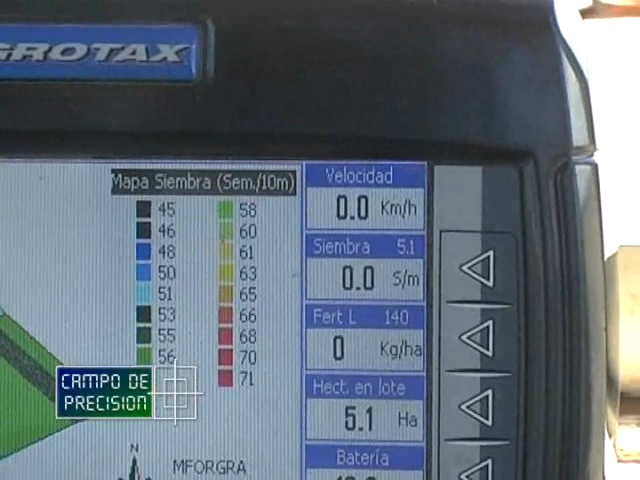 GROTAX
Mapa Siembra (Sem./10m)
45 58
46 60
48 61
50 63
51 65
53 66
55 68
56 70
71
Velocidad
0.0 Km/h
Siembra 5.1
0.0 S/m
Fert L 140
0 Kg/ha
Hect. en lote
5.1 Ha
Batería
CAMPO DE
PRECISION
N
MFORGRA